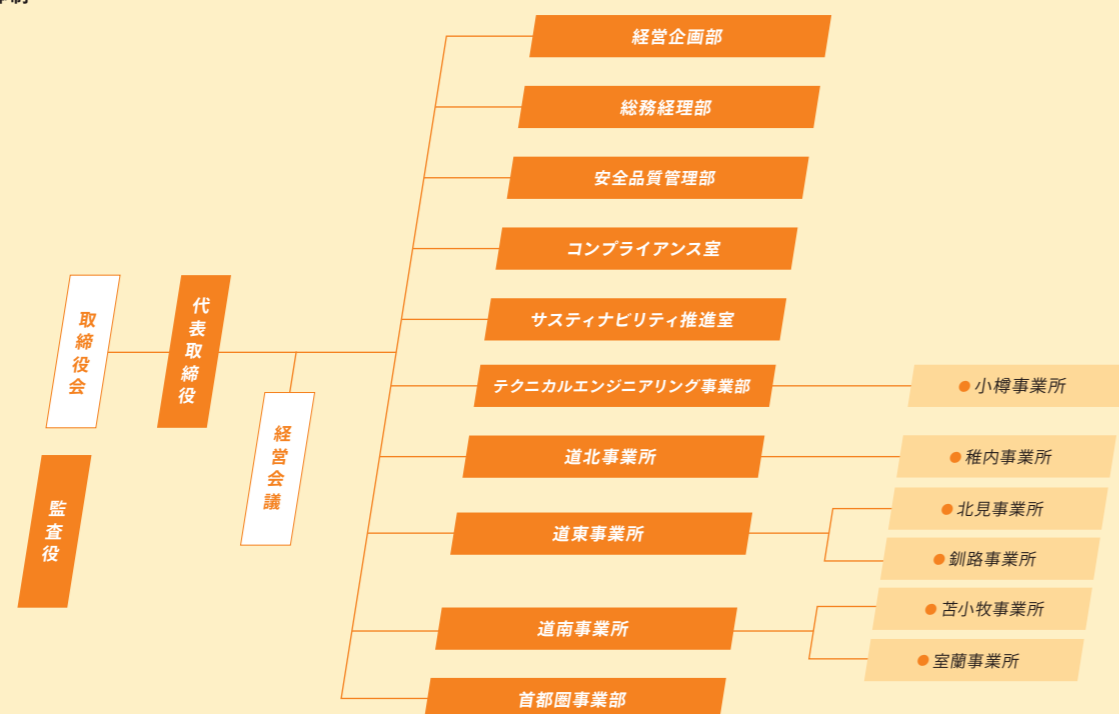 経営企画部
総務経理部
安全品質管理部
コンプライアンス室
サスティナビリティ推進室
取締役会
代表取締役
経営会議
監査役
テクニカルエンジニアリング事業部
●小樽事業所
道北事業所
●稚内事業所
道東事業所
●北見事業所
●釧路事業所
道南事業所
●苫小牧事業所
●室蘭事業所
首都圏事業部